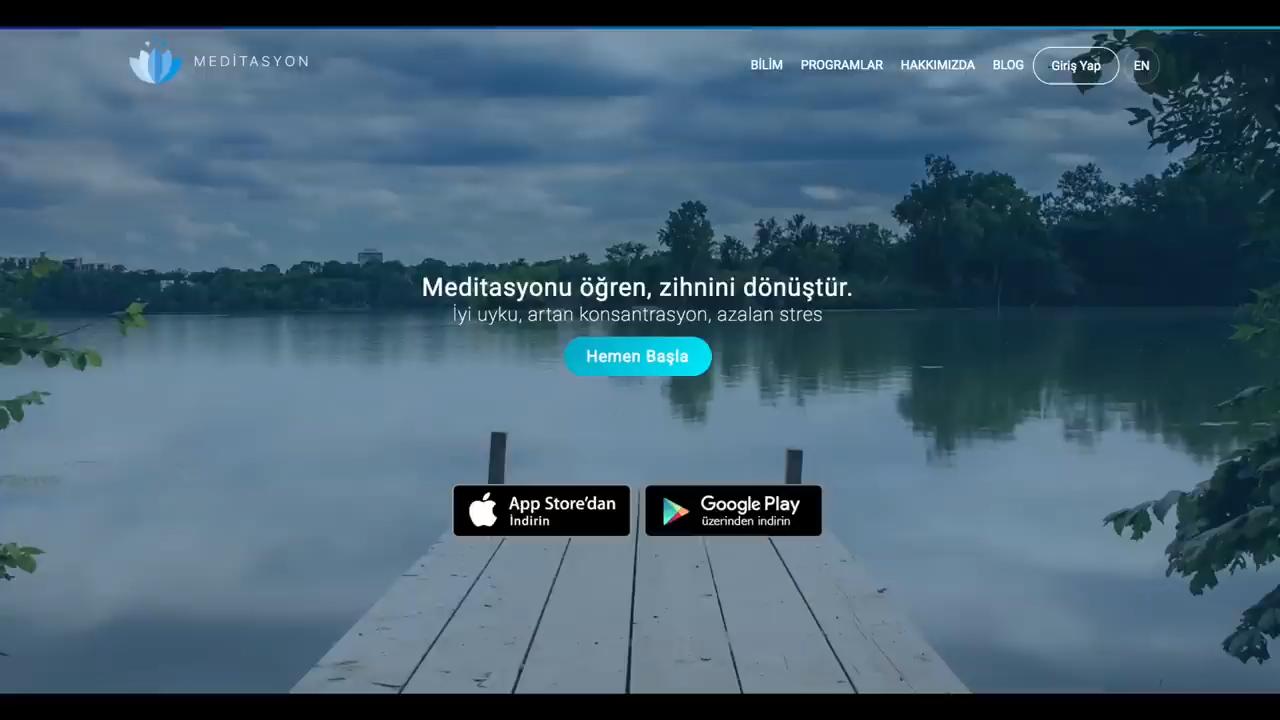 MEDİTASYON
BİLİM PROGRAMLAR HAKKIMIZDA BLOG Giriş Yap EN
Meditasyonu öğren, zihnini dönüştür.
İyi uyku, artan konsantrasyon, azalan stres
Hemen Başla
App Store’dan
İndirin
Google Play
üzerinden indirin